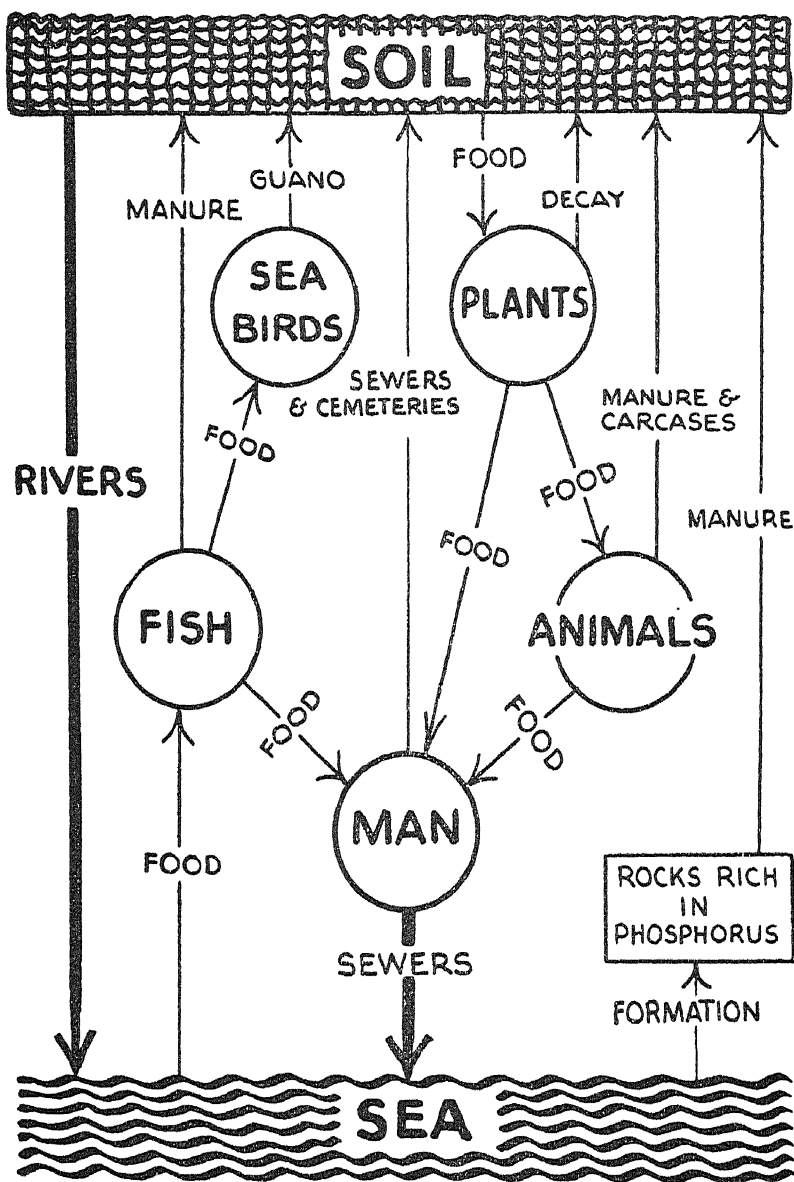 SOIL
FOOD
GUANO
DECAY
MANURE
SEA
BIRDS
PLANTS
SEWERS
& CEMETERIES
MANURE &
CARCASES
FOOD
RIVERS
FOOD
MANURE
FOOD
FISH
ANIMALS
FOOD
FOOD
MAN
FOOD
ROCKS RICH
IN
PHOSPHORUS
SEWERS
FORMATION
SEA